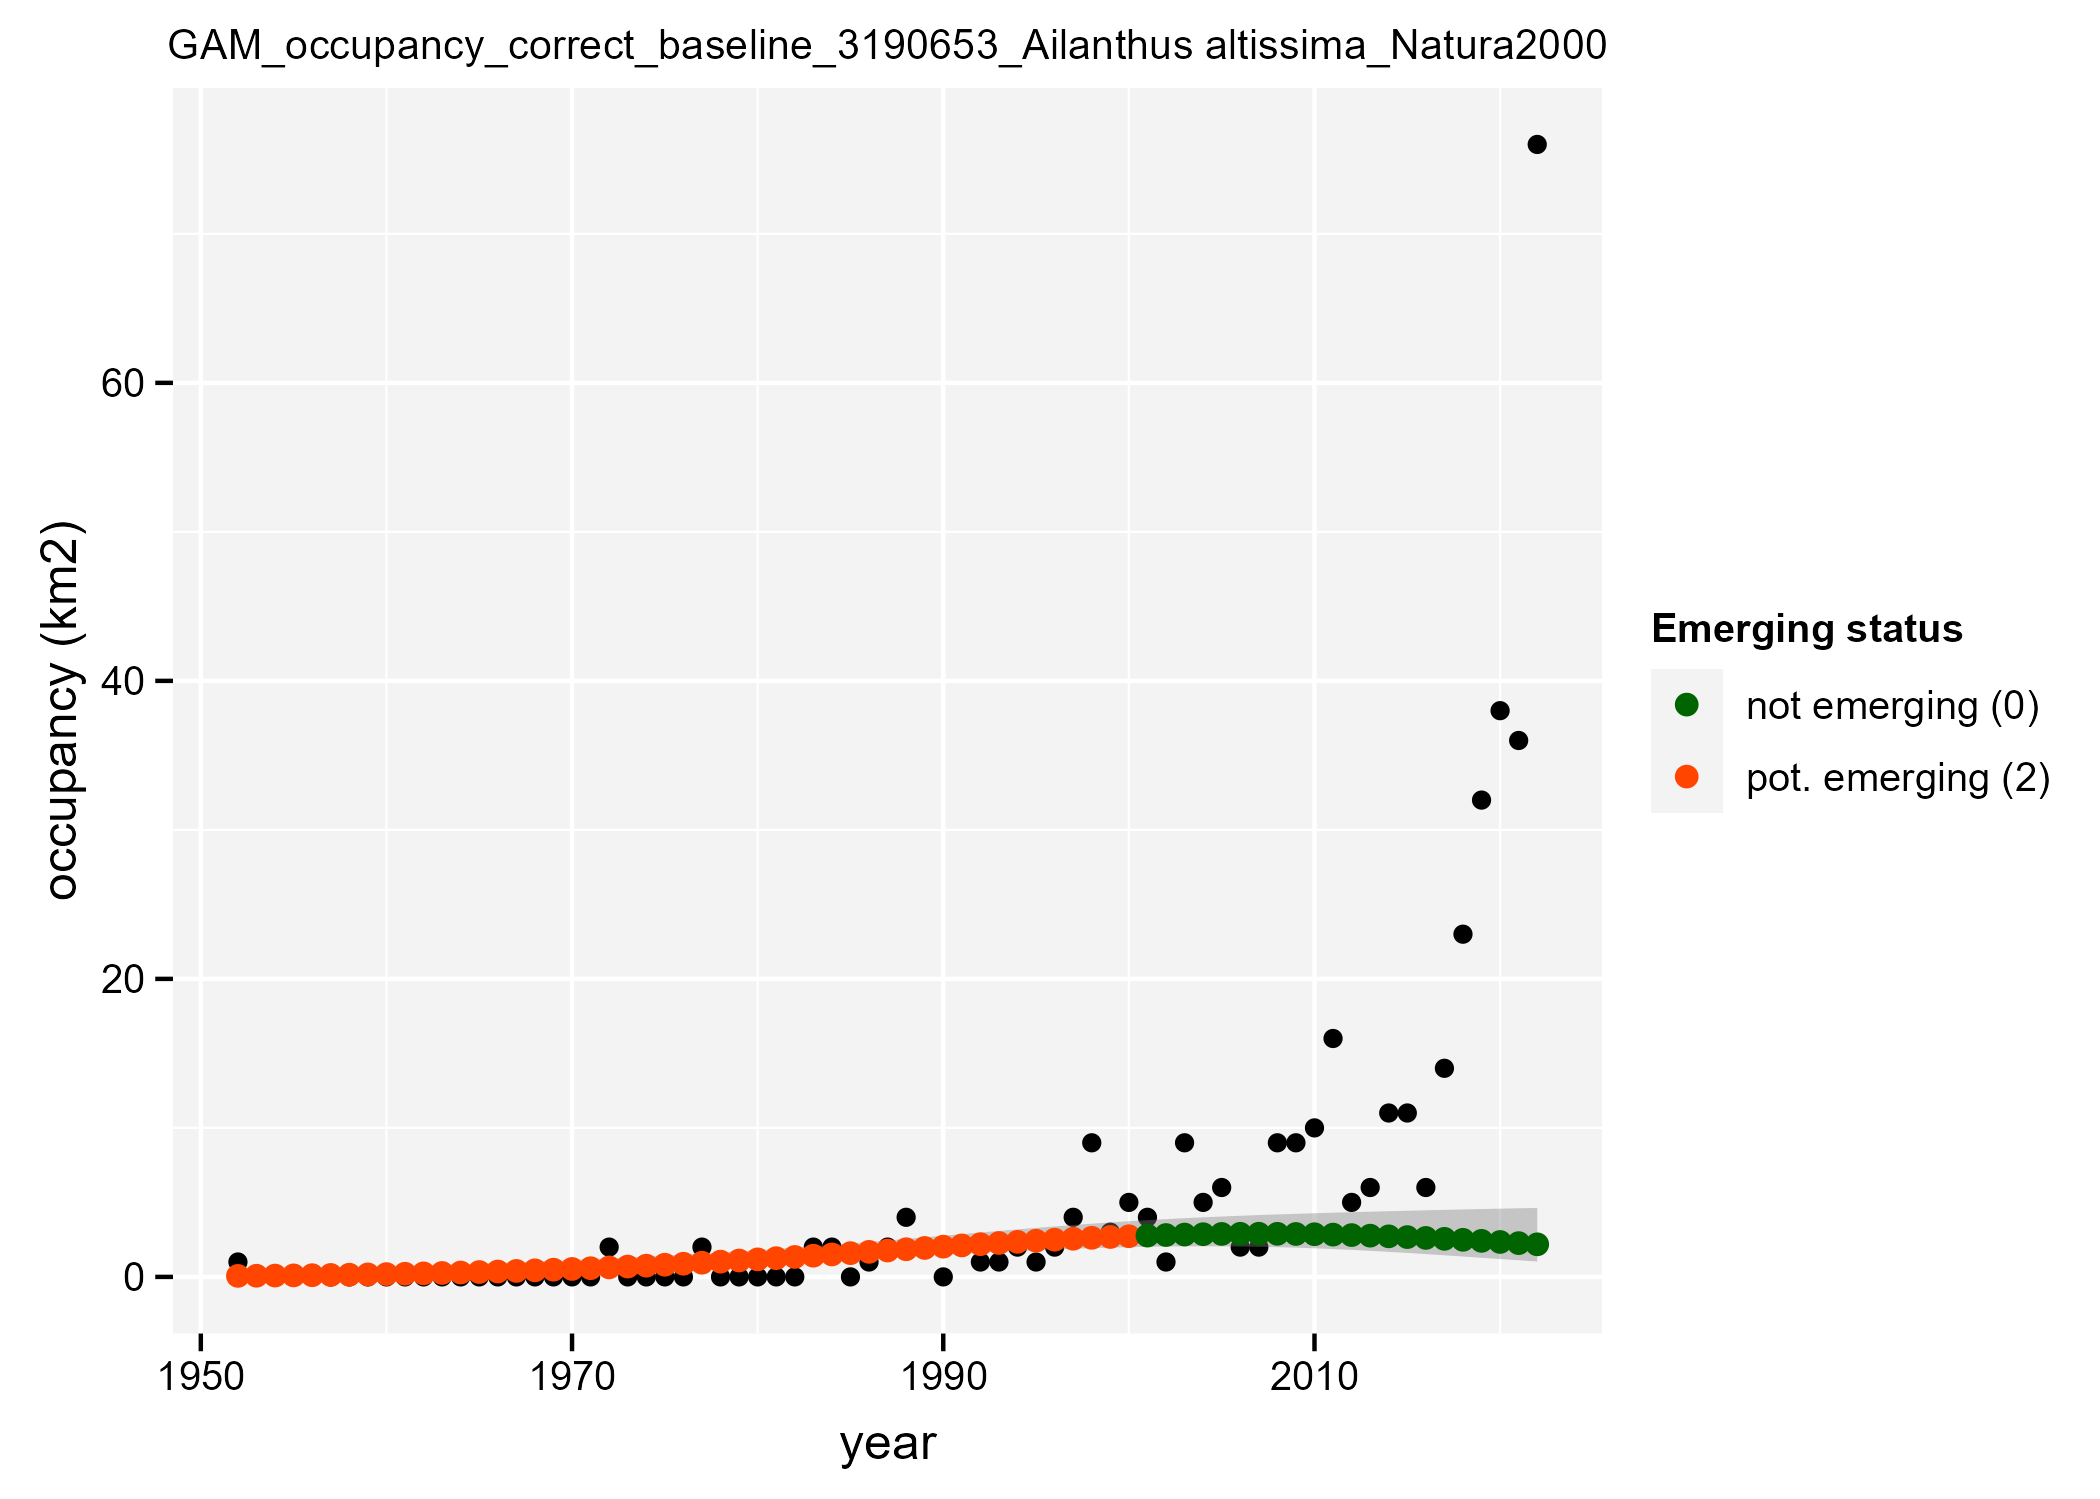 GAM_occupancy_correct_baseline_3190653_Ailanthus altissima_Natura2000
occupancy (km2)
60
40
20
0
1950
1970
1990
2010
year
Emerging status
not emerging (0)
pot. emerging (2)